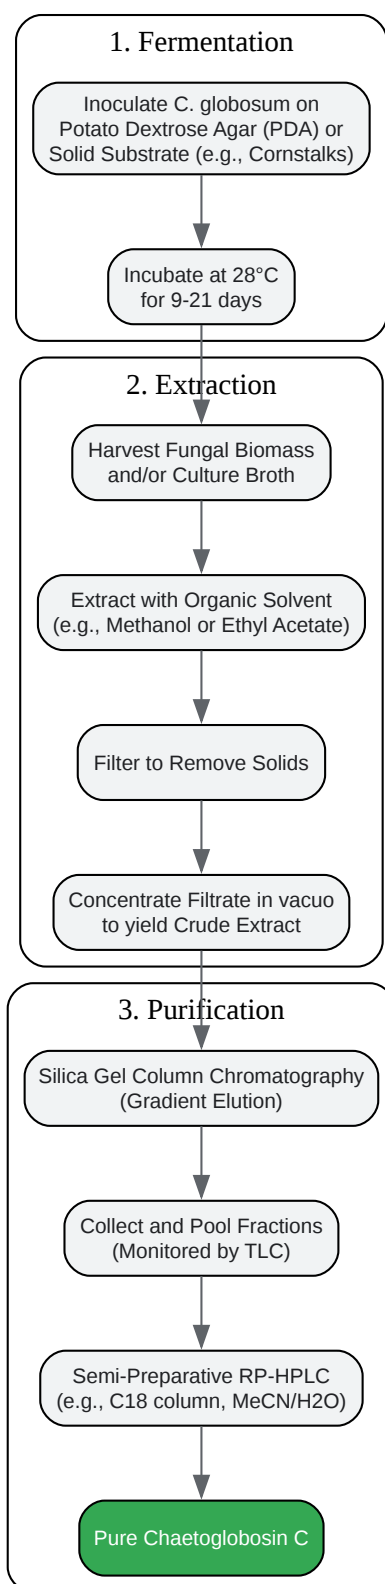 1. Fermentation
Inoculate C. globosum on
Potato Dextrose Agar (PDA) or
Solid Substrate (e.g., Cornstalks)
Incubate at 28°C
for 9-21 days
2. Extraction
Harvest Fungal Biomass
and/or Culture Broth
Extract with Organic Solvent
(e.g., Methanol or Ethyl Acetate)
Filter to Remove Solids
Concentrate Filtrate in vacuo
to yield Crude Extract
3. Purification
Silica Gel Column Chromatography
(Gradient Elution)
Collect and Pool Fractions
(Monitored by TLC)
Semi-Preparative RP-HPLC
(e.g., C18 column, MeCN/H2O)
Pure Chaetoglobosin C